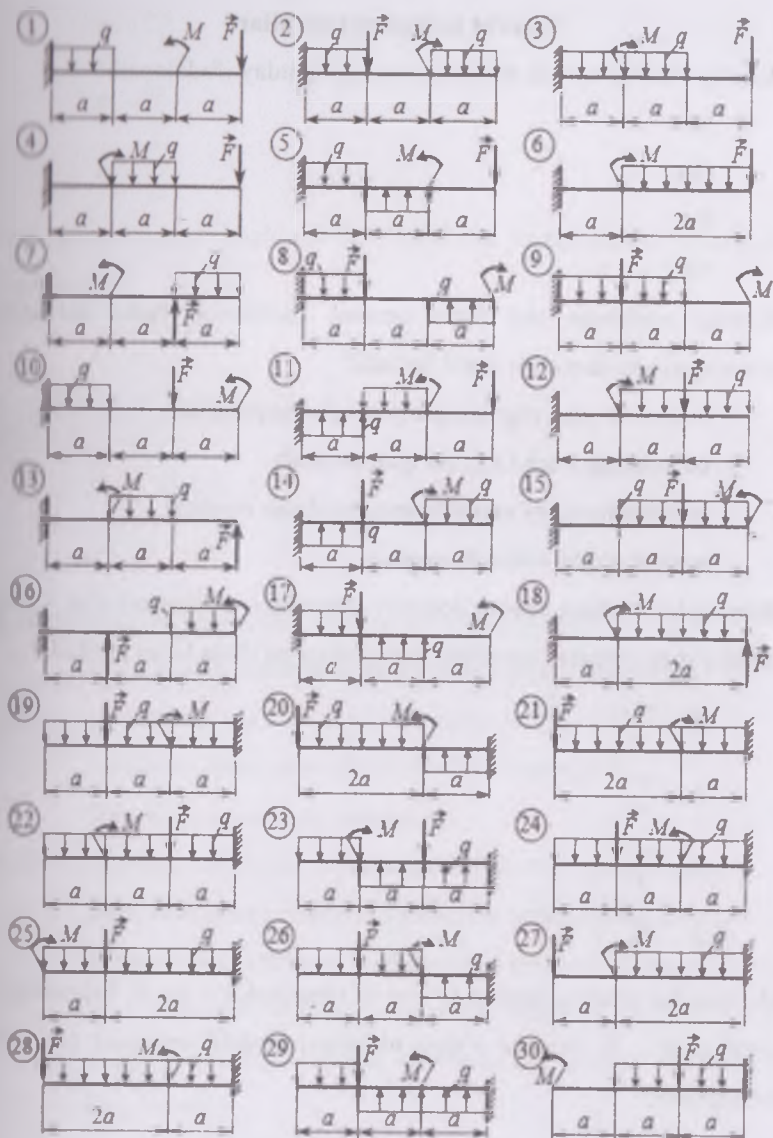 1 q M F⃗ 2 q F⃗ M q 3 M q F⃗
a a a a a a a a a
4 M q F⃗ 5 q M F⃗ 6 M q F⃗
a a a a a a a 2a
7 M F⃗ q 8 q F⃗ q M 9 F⃗ q M
a a a a a a a a a
10 q F⃗ M 11 q M F⃗ 12 M F⃗ q
a a a a a a a a a
13 M q F⃗ 14 F⃗ q M q 15 q F⃗ M
a a a a a a a a a
16 F⃗ q M 17 F⃗ q M 18 M q F⃗
a a a a a a a 2a
19 F⃗ q M 20 F⃗ q M 21 F⃗ q M
a a a 2a a 2a a
22 M F⃗ q 23 M F⃗ q 24 F⃗ M q
a a a a a a a a a
25 M F⃗ q 26 F⃗ M q 27 F⃗ M q
a 2a a a a a 2a
28 F⃗ M q 29 F⃗ M q 30 M F⃗ q
2a a a a a a a a